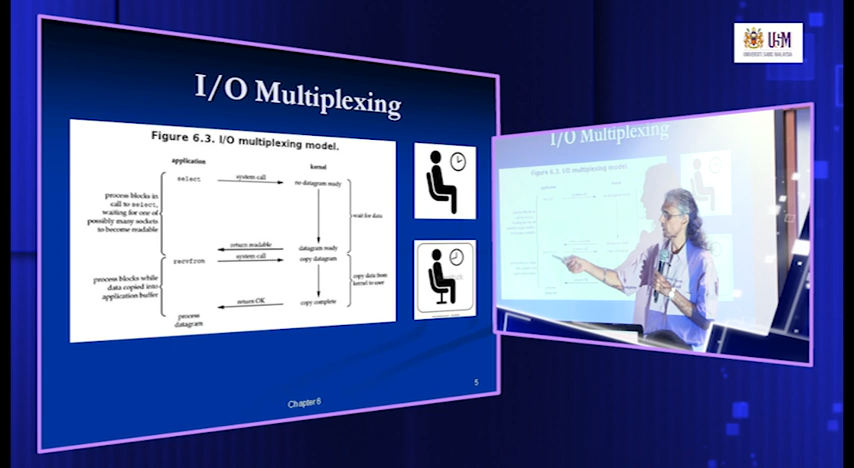 I/O Multiplexing
Figure 6.3. I/O multiplexing model.
application
kernel
select
system call
no datagram ready
process blocks in
call to select,
waiting for one of
possibly many sockets
to become readable
wait for data
return readable
datagram ready
recvfrom
system call
copy datagram
process blocks while
data copied into
application buffer
copy data from
kernel to user
return OK
copy complete
process
datagram
Chapter 6
5
USM
UNIVERSITI SAINS MALAYSIA
I/O Multiplexing
Figure 6.3. I/O multiplexing model.